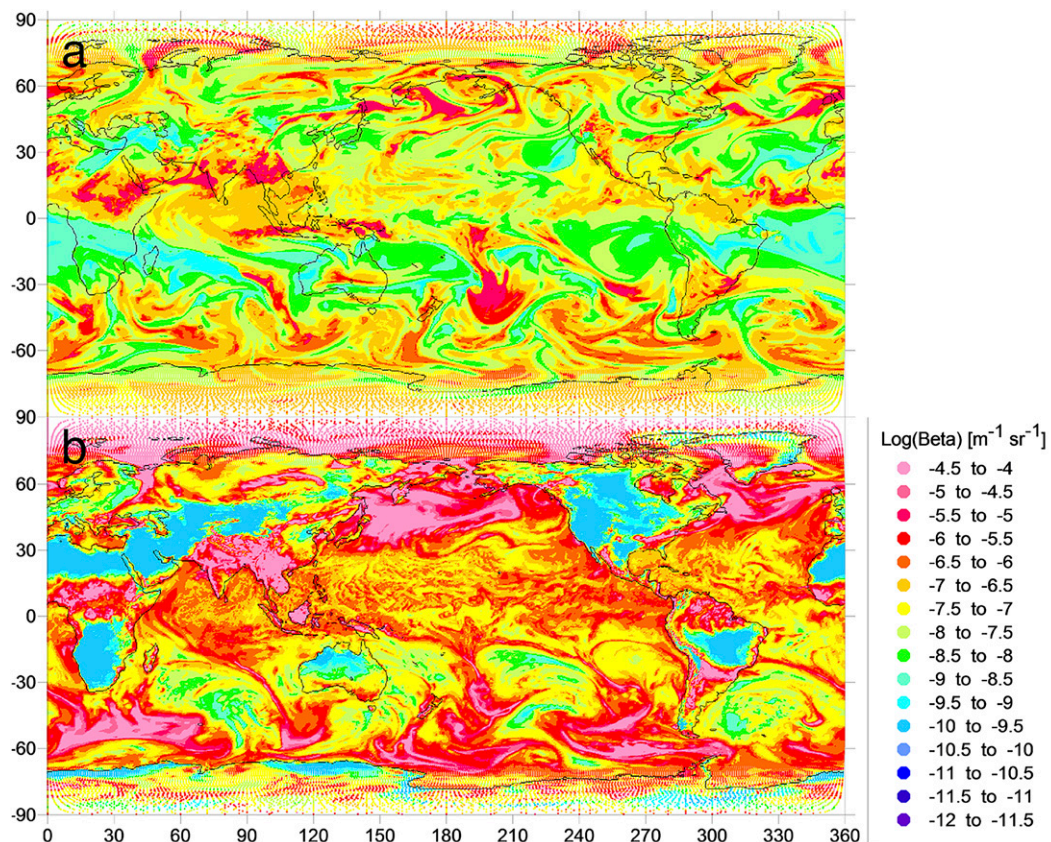 90
a
60
30
0
-30
-60
90
b
60
30
0
-30
-60
-90
0 30 60 90 120 150 180 210 240 270 300 330 360
Log(Beta) [m⁻¹ sr⁻¹]
-4.5 to -4
-5 to -4.5
-5.5 to -5
-6 to -5.5
-6.5 to -6
-7 to -6.5
-7.5 to -7
-8 to -7.5
-8.5 to -8
-9 to -8.5
-9.5 to -9
-10 to -9.5
-10.5 to -10
-11 to -10.5
-11.5 to -11
-12 to -11.5